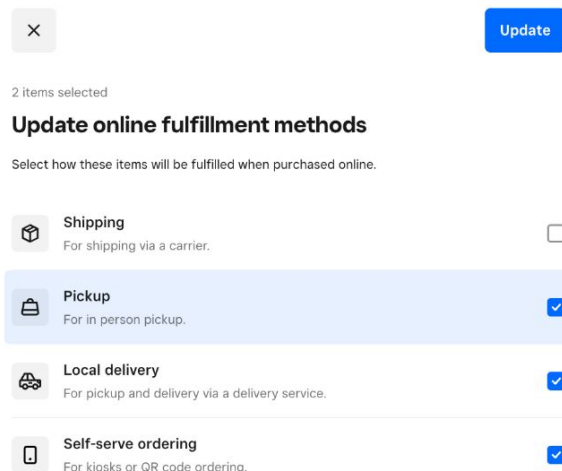 Update
2 items selected
Update online fulfillment methods
Select how these items will be fulfilled when purchased online.
Shipping
For shipping via a carrier.
Pickup
For in person pickup.
Local delivery
For pickup and delivery via a delivery service.
Self-serve ordering
For kiosks or QR code ordering.